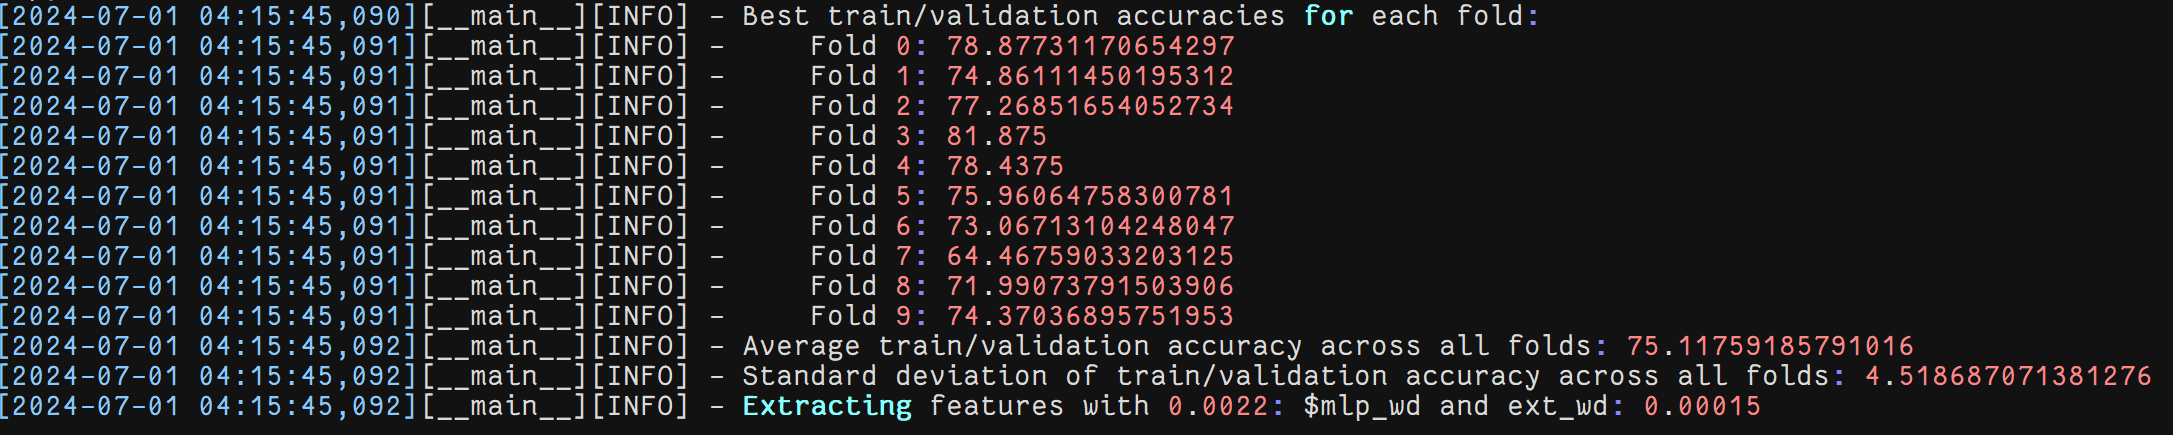 [2024-07-01 04:15:45,090][__main__][INFO] - Best train/validation accuracies for each fold:
[2024-07-01 04:15:45,091][__main__][INFO] -     Fold 0: 78.87731170654297
[2024-07-01 04:15:45,091][__main__][INFO] -     Fold 1: 74.86111450195312
[2024-07-01 04:15:45,091][__main__][INFO] -     Fold 2: 77.26851654052734
[2024-07-01 04:15:45,091][__main__][INFO] -     Fold 3: 81.875
[2024-07-01 04:15:45,091][__main__][INFO] -     Fold 4: 78.4375
[2024-07-01 04:15:45,091][__main__][INFO] -     Fold 5: 75.96064758300781
[2024-07-01 04:15:45,091][__main__][INFO] -     Fold 6: 73.06713104248047
[2024-07-01 04:15:45,091][__main__][INFO] -     Fold 7: 64.46759033203125
[2024-07-01 04:15:45,091][__main__][INFO] -     Fold 8: 71.99073791503906
[2024-07-01 04:15:45,091][__main__][INFO] -     Fold 9: 74.37036895751953
[2024-07-01 04:15:45,092][__main__][INFO] - Average train/validation accuracy across all folds: 75.11759185791016
[2024-07-01 04:15:45,092][__main__][INFO] - Standard deviation of train/validation accuracy across all folds: 4.518687071381276
[2024-07-01 04:15:45,092][__main__][INFO] - Extracting features with 0.0022: $mlp_wd and ext_wd: 0.00015